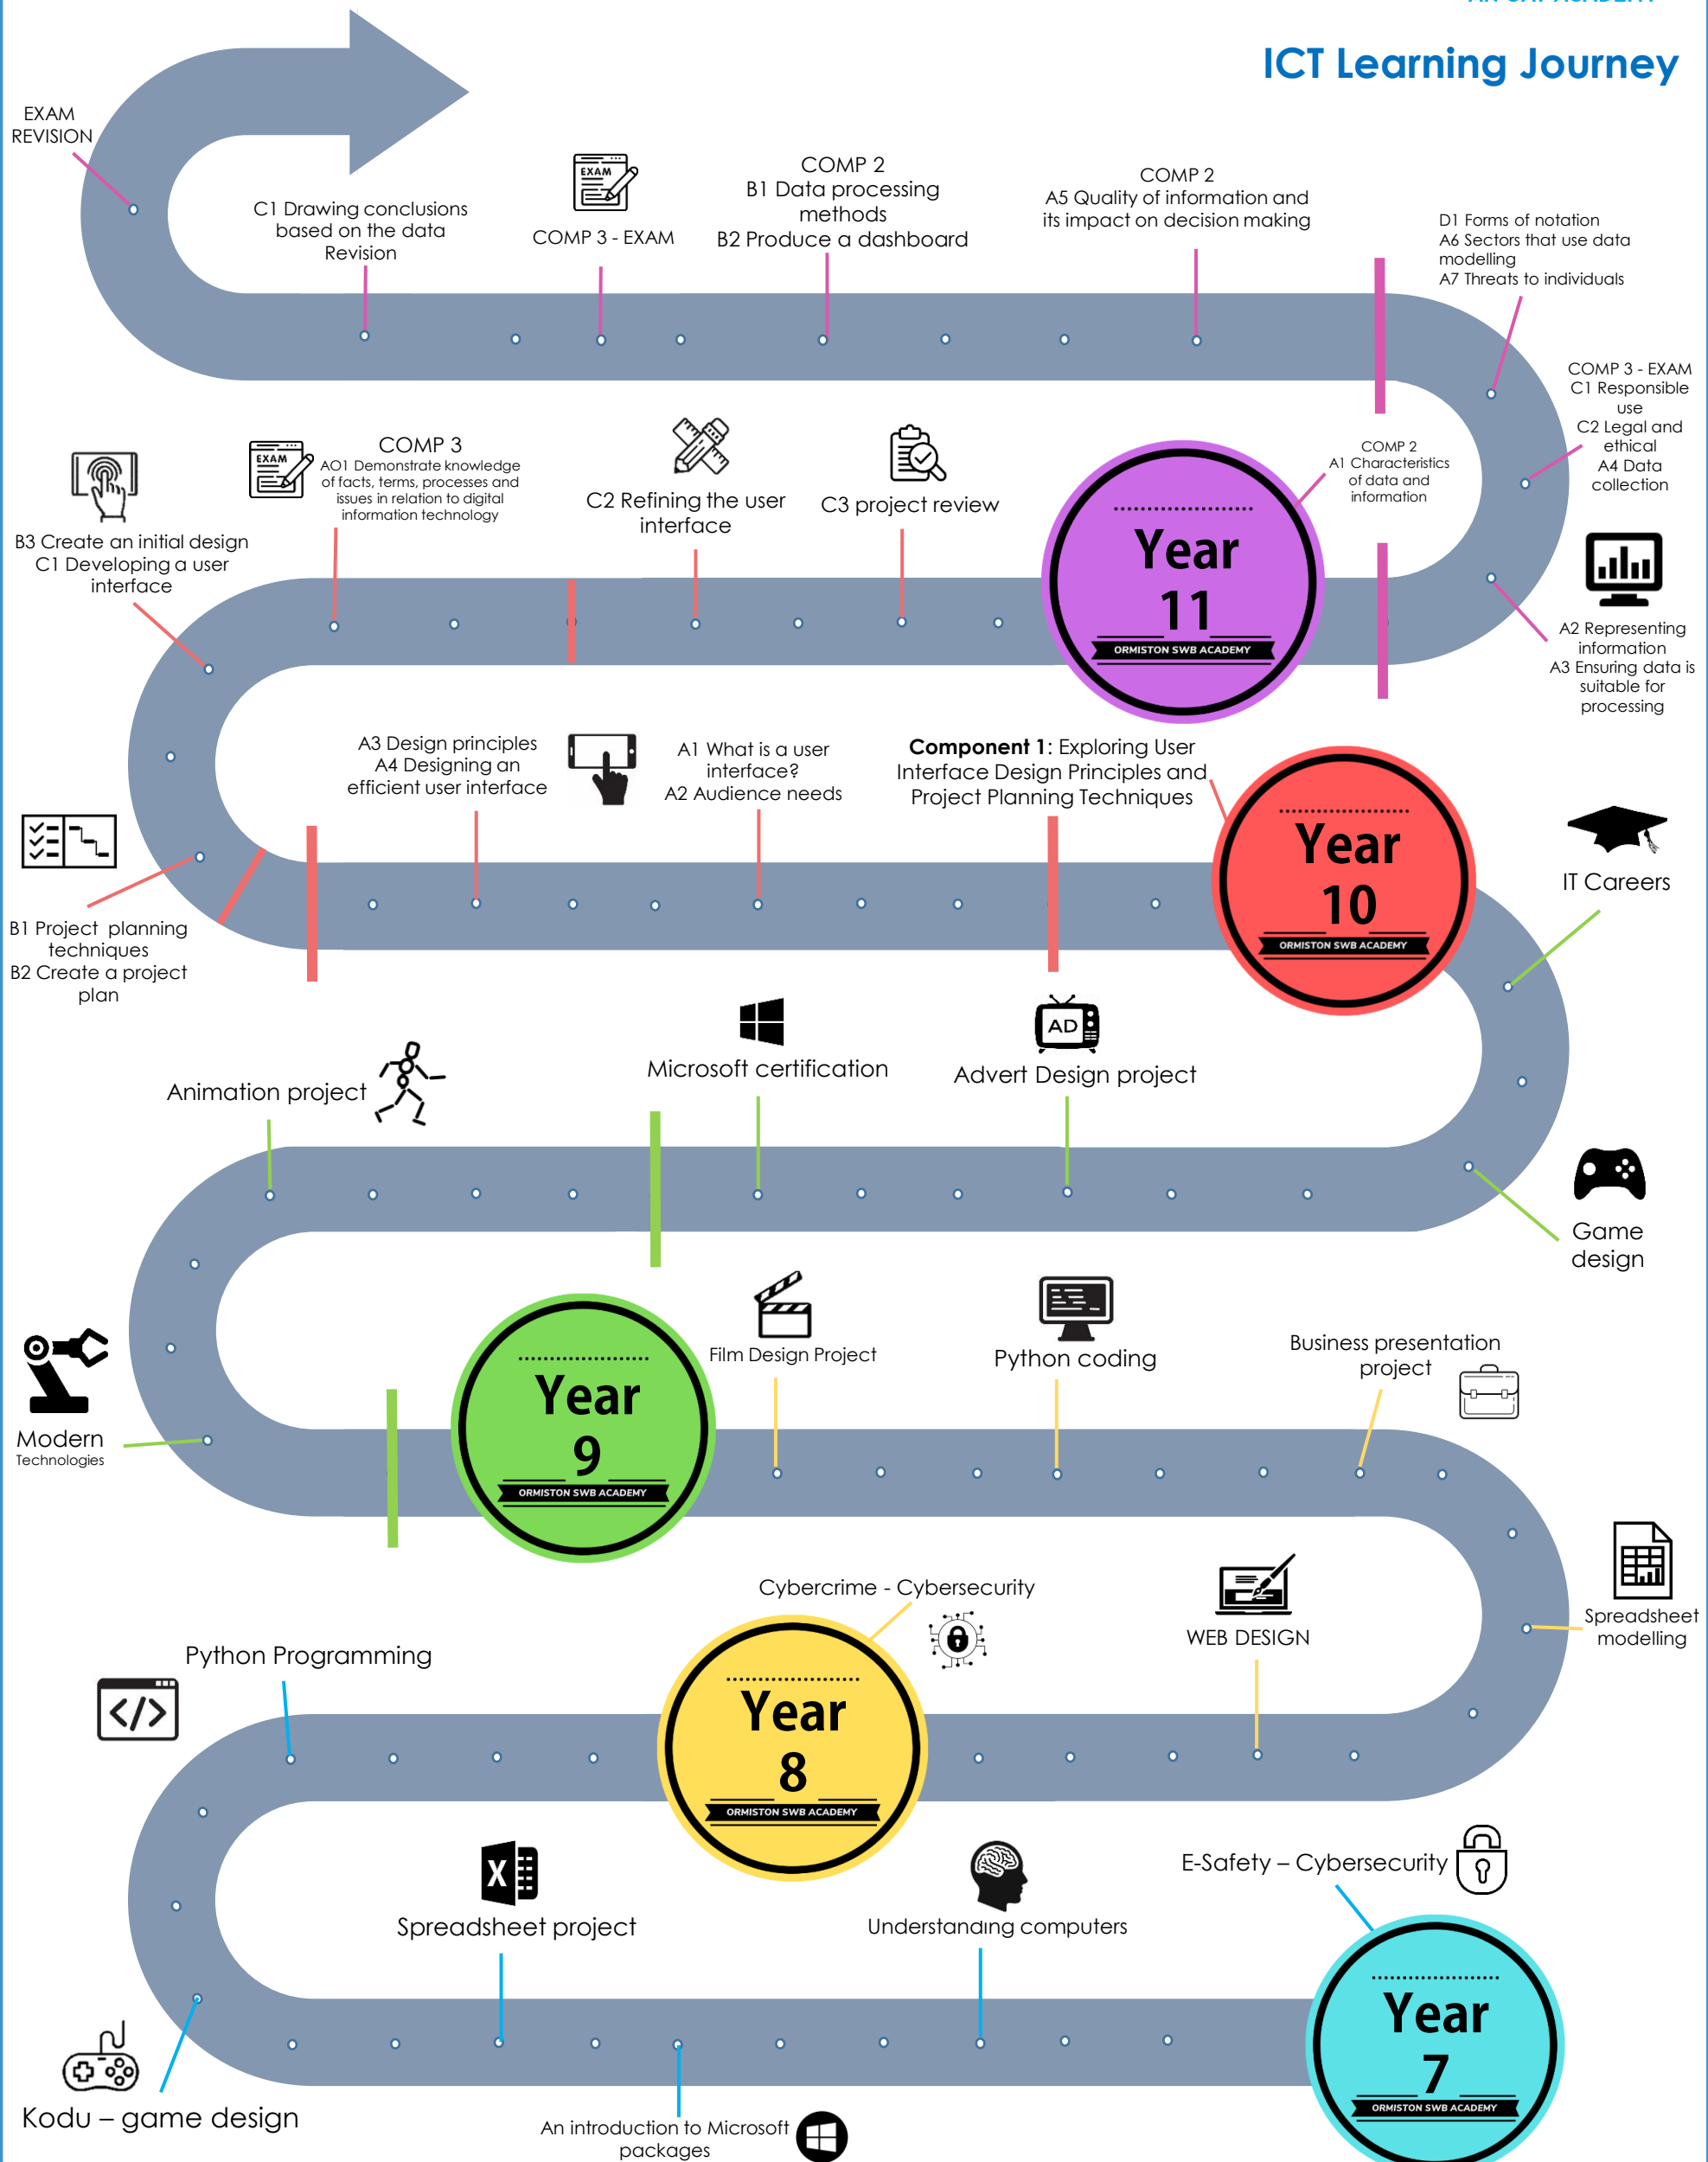 AN OAT ACADEMY
ICT Learning Journey
EXAM
REVISION
C1 Drawing conclusions
based on the data
Revision
EXAM
COMP 3 - EXAM
COMP 2
B1 Data processing
methods
B2 Produce a dashboard
COMP 2
A5 Quality of information and
its impact on decision making
D1 Forms of notation
A6 Sectors that use data
modelling
A7 Threats to individuals
COMP 3 - EXAM
C1 Responsible
use
C2 Legal and
ethical
A4 Data
collection
B3 Create an initial design
C1 Developing a user
interface
EXAM
COMP 3
AO1 Demonstrate knowledge
of facts, terms, processes and
issues in relation to digital
information technology
C2 Refining the user
interface
C3 project review
COMP 2
A1 Characteristics
of data and
information
Year
11
ORMISTON SWB ACADEMY
A2 Representing
information
A3 Ensuring data is
suitable for
processing
A3 Design principles
A4 Designing an
efficient user interface
A1 What is a user
interface?
A2 Audience needs
Component 1: Exploring User
Interface Design Principles and
Project Planning Techniques
Year
10
ORMISTON SWB ACADEMY
IT Careers
B1 Project planning
techniques
B2 Create a project
plan
Animation project
Microsoft certification
AD
Advert Design project
Game
design
Modern
Technologies
Year
9
ORMISTON SWB ACADEMY
Film Design Project
Python coding
Business presentation
project
Spreadsheet
modelling
Python Programming
</>
Cybercrime - Cybersecurity
WEB DESIGN
Year
8
ORMISTON SWB ACADEMY
X
Spreadsheet project
Understanding computers
E-Safety – Cybersecurity
Year
7
ORMISTON SWB ACADEMY
Kodu – game design
An introduction to Microsoft
packages